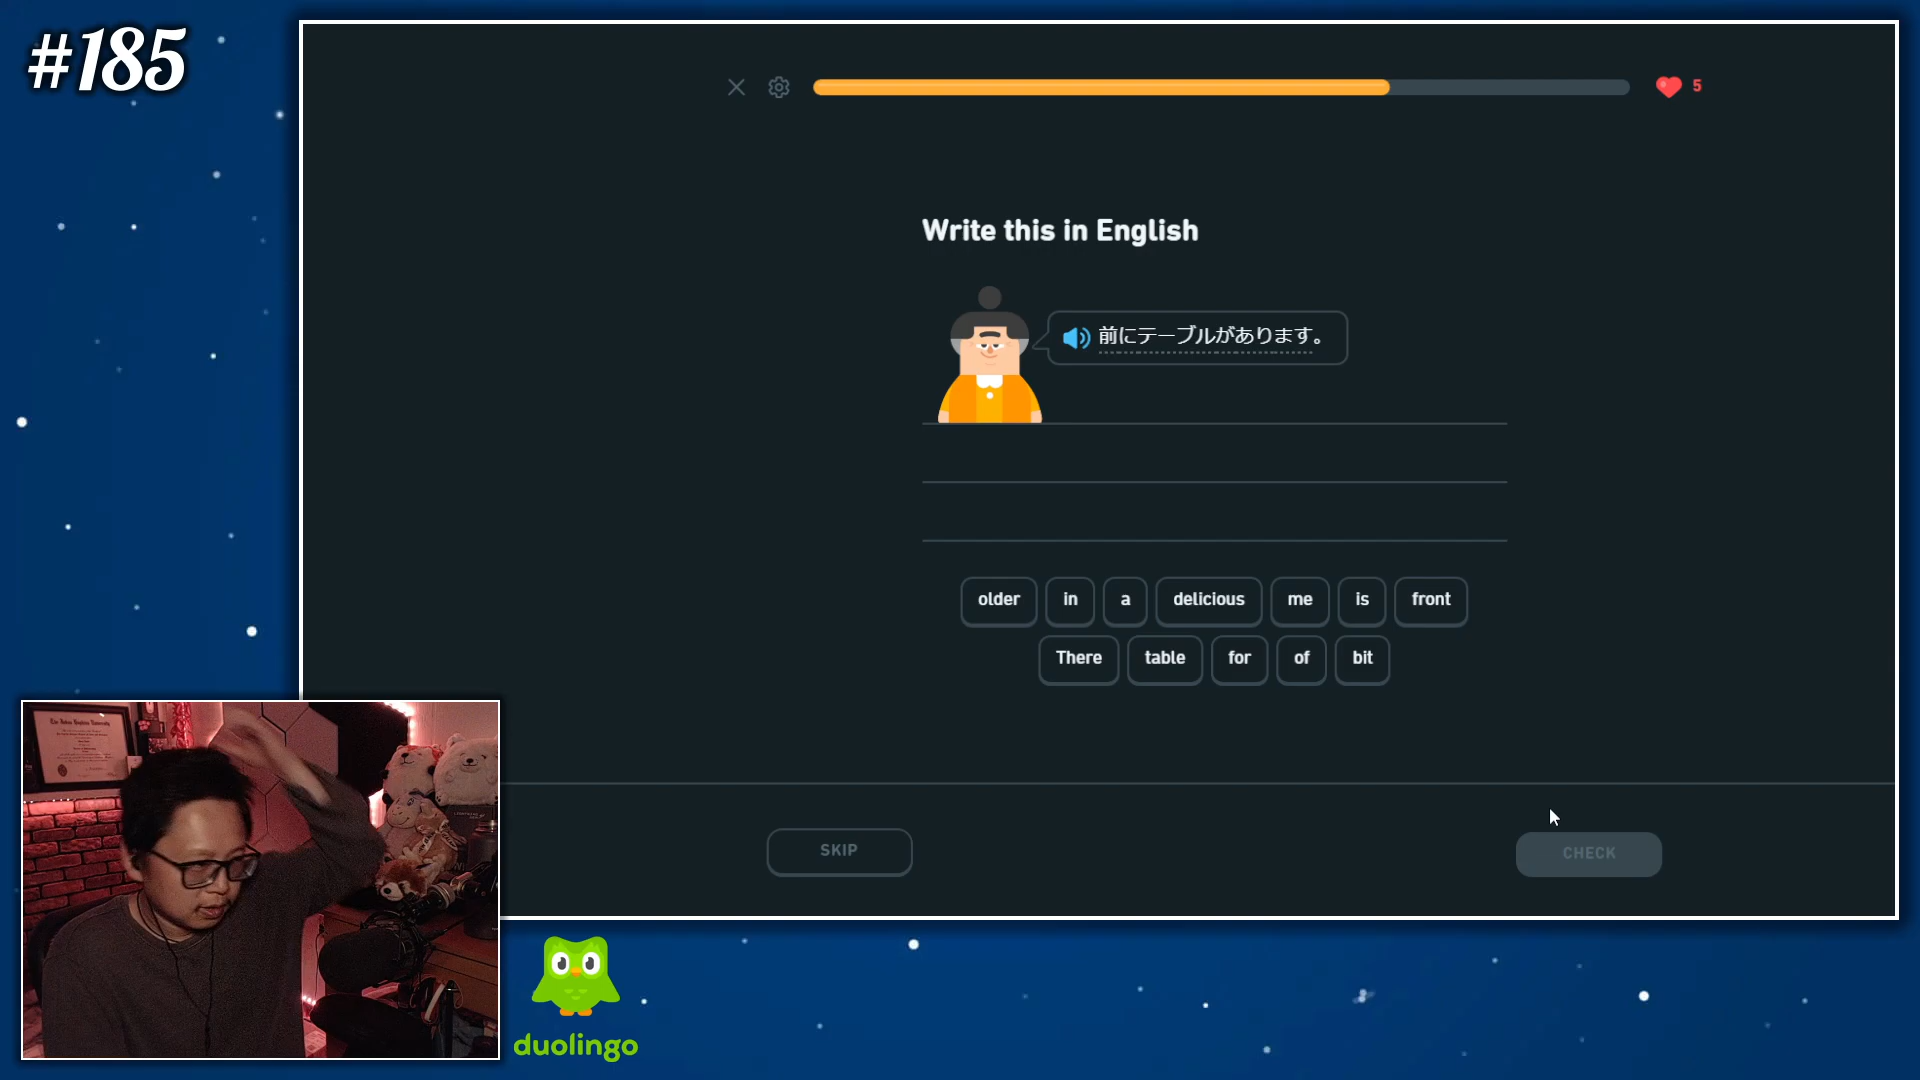 #185
5
Write this in English
前にテーブルがあります。
older in a delicious me is front
There table for of bit
SKIP
CHECK
duolingo